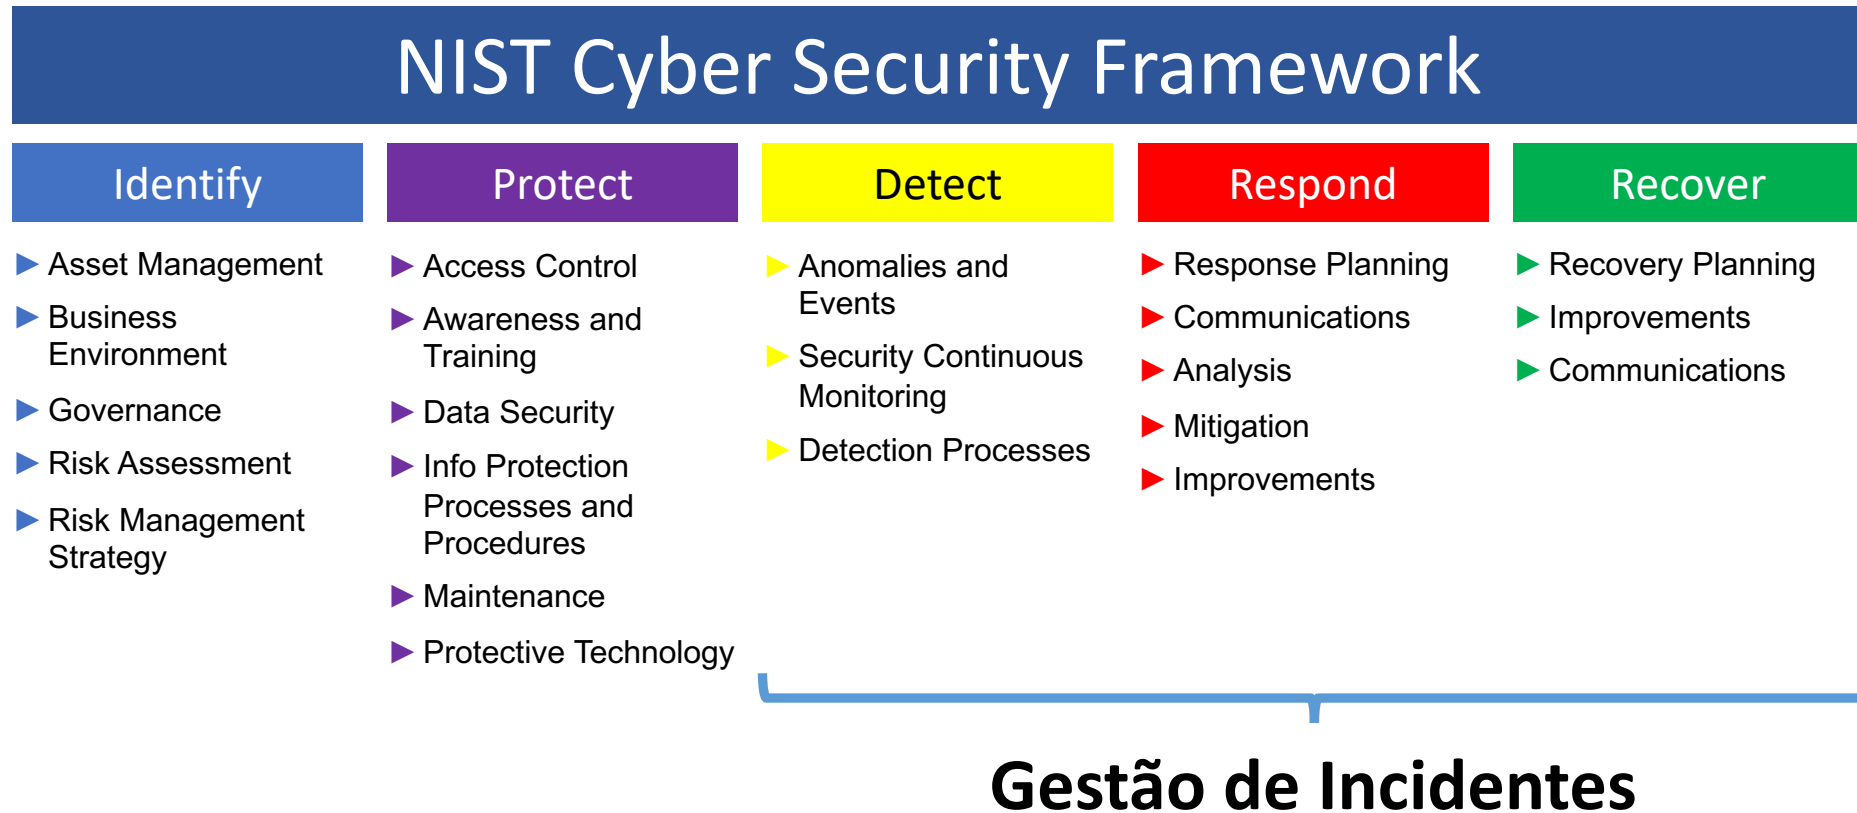 NIST Cyber Security Framework
Identify
Asset Management
Business
Environment
Governance
Risk Assessment
Risk Management
Strategy
Protect
Access Control
Awareness and
Training
Data Security
Info Protection
Processes and
Procedures
Maintenance
Protective Technology
Detect
Anomalies and
Events
Security Continuous
Monitoring
Detection Processes
Respond
Response Planning
Communications
Analysis
Mitigation
Improvements
Recover
Recovery Planning
Improvements
Communications
Gestão de Incidentes